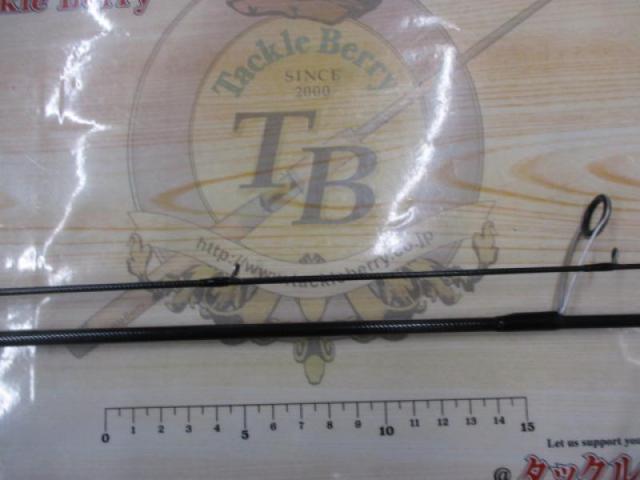 kle Berry
Tackle Berry
SINCE
2000
TB
http://www.tackleberry.co.jp
0 1 2 3 4 5 6 7 8 9 10 11 12 13 14 15
Let us support you
@タックル